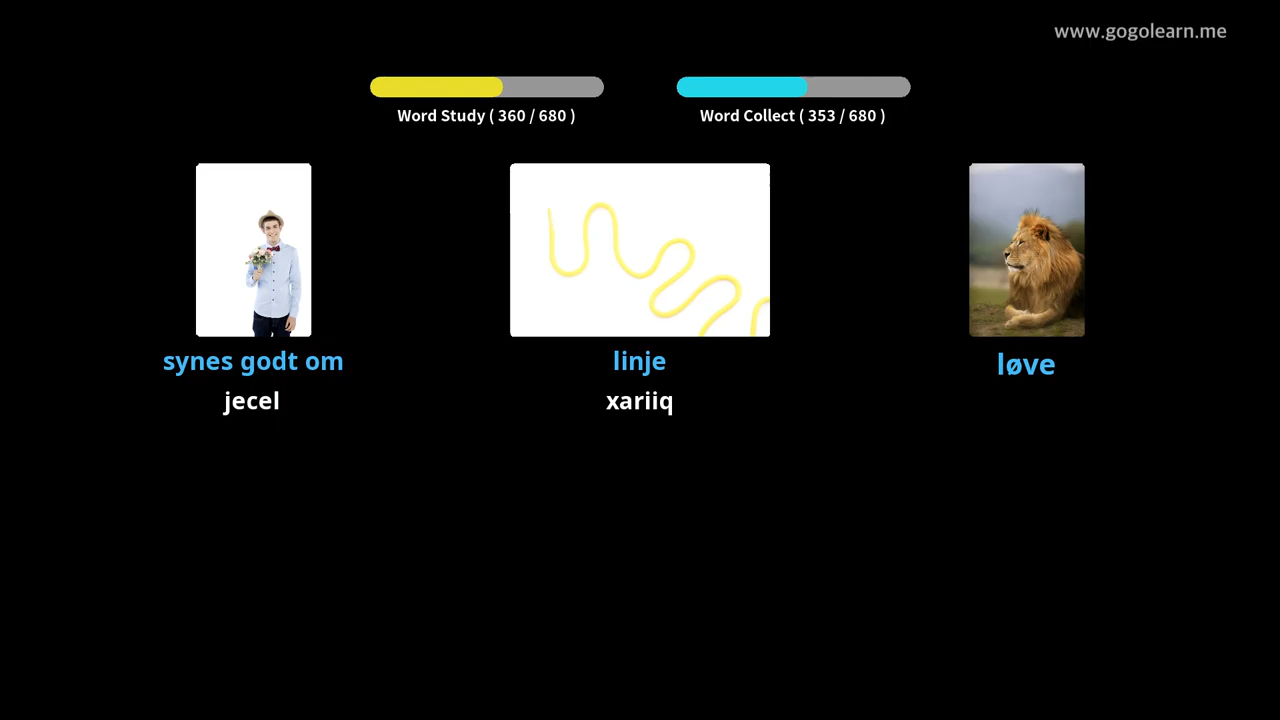 www.gogolearn.me
Word Study ( 360 / 680 )
Word Collect ( 353 / 680 )
synes godt om
jecel
linje
xariiq
løve